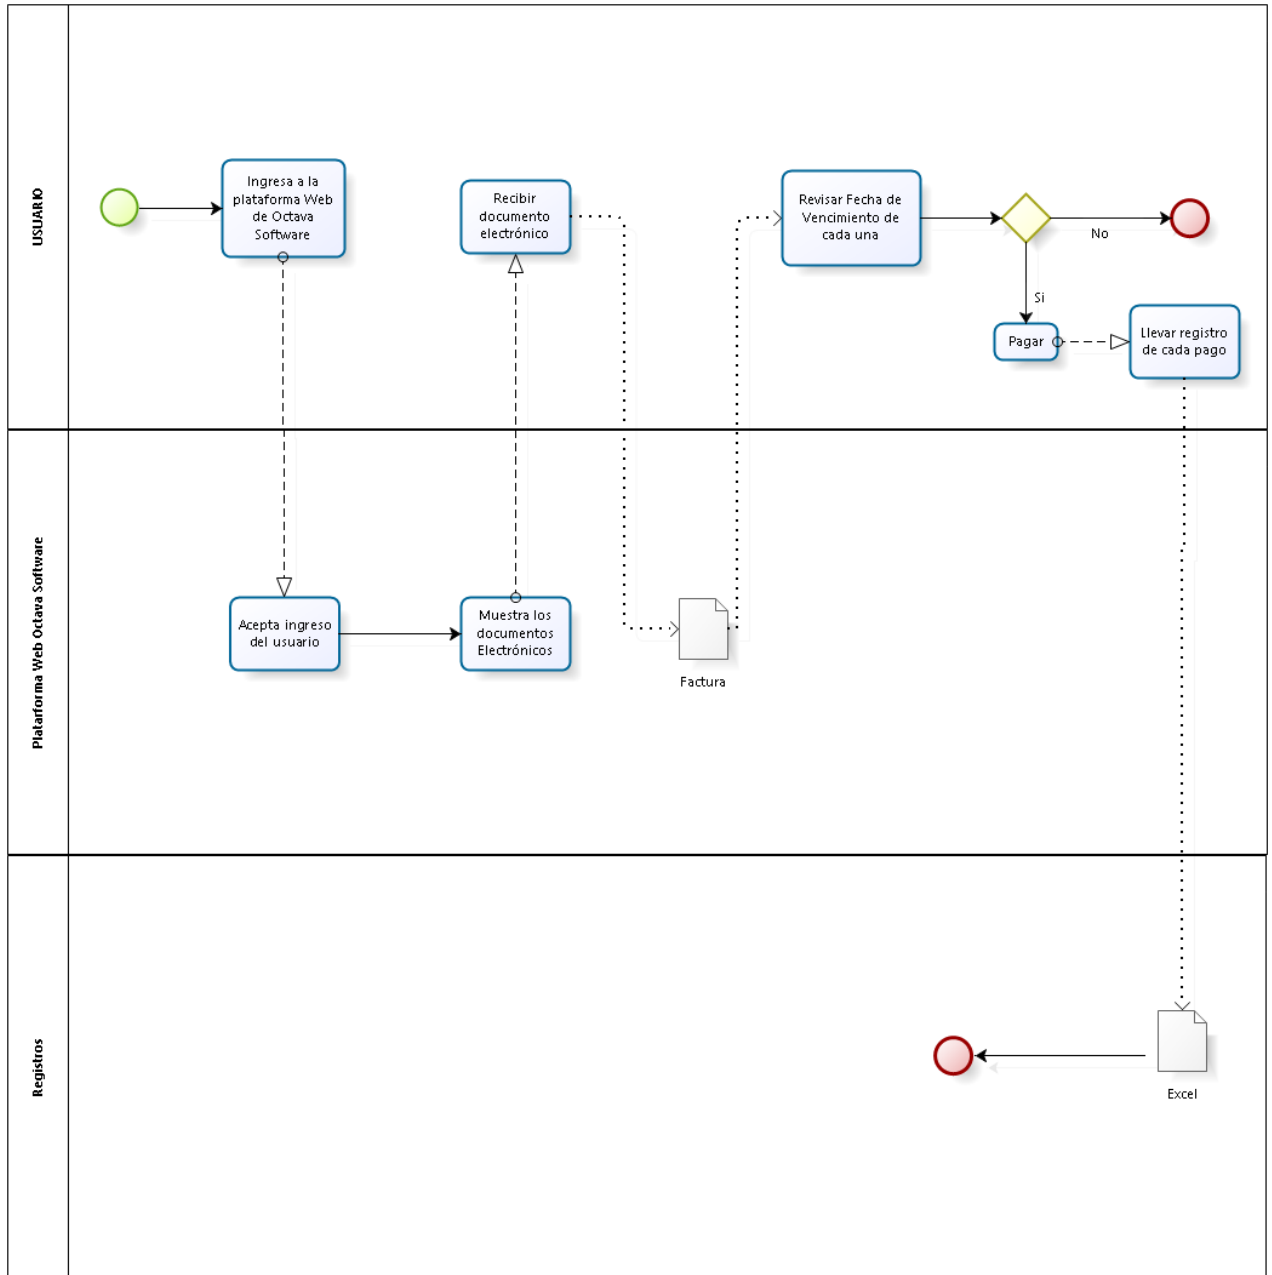 USUARIO
Ingresa a la
plataforma Web
de Octava
Software
Recibir
documento
electrónico
Revisar Fecha de
Vencimiento de
cada una
No
Si
Pagar
Llevar registro
de cada pago
Platarforma Web Octava Software
Acepta ingreso
del usuario
Muestra los
documentos
Electrónicos
Factura
Registros
Excel